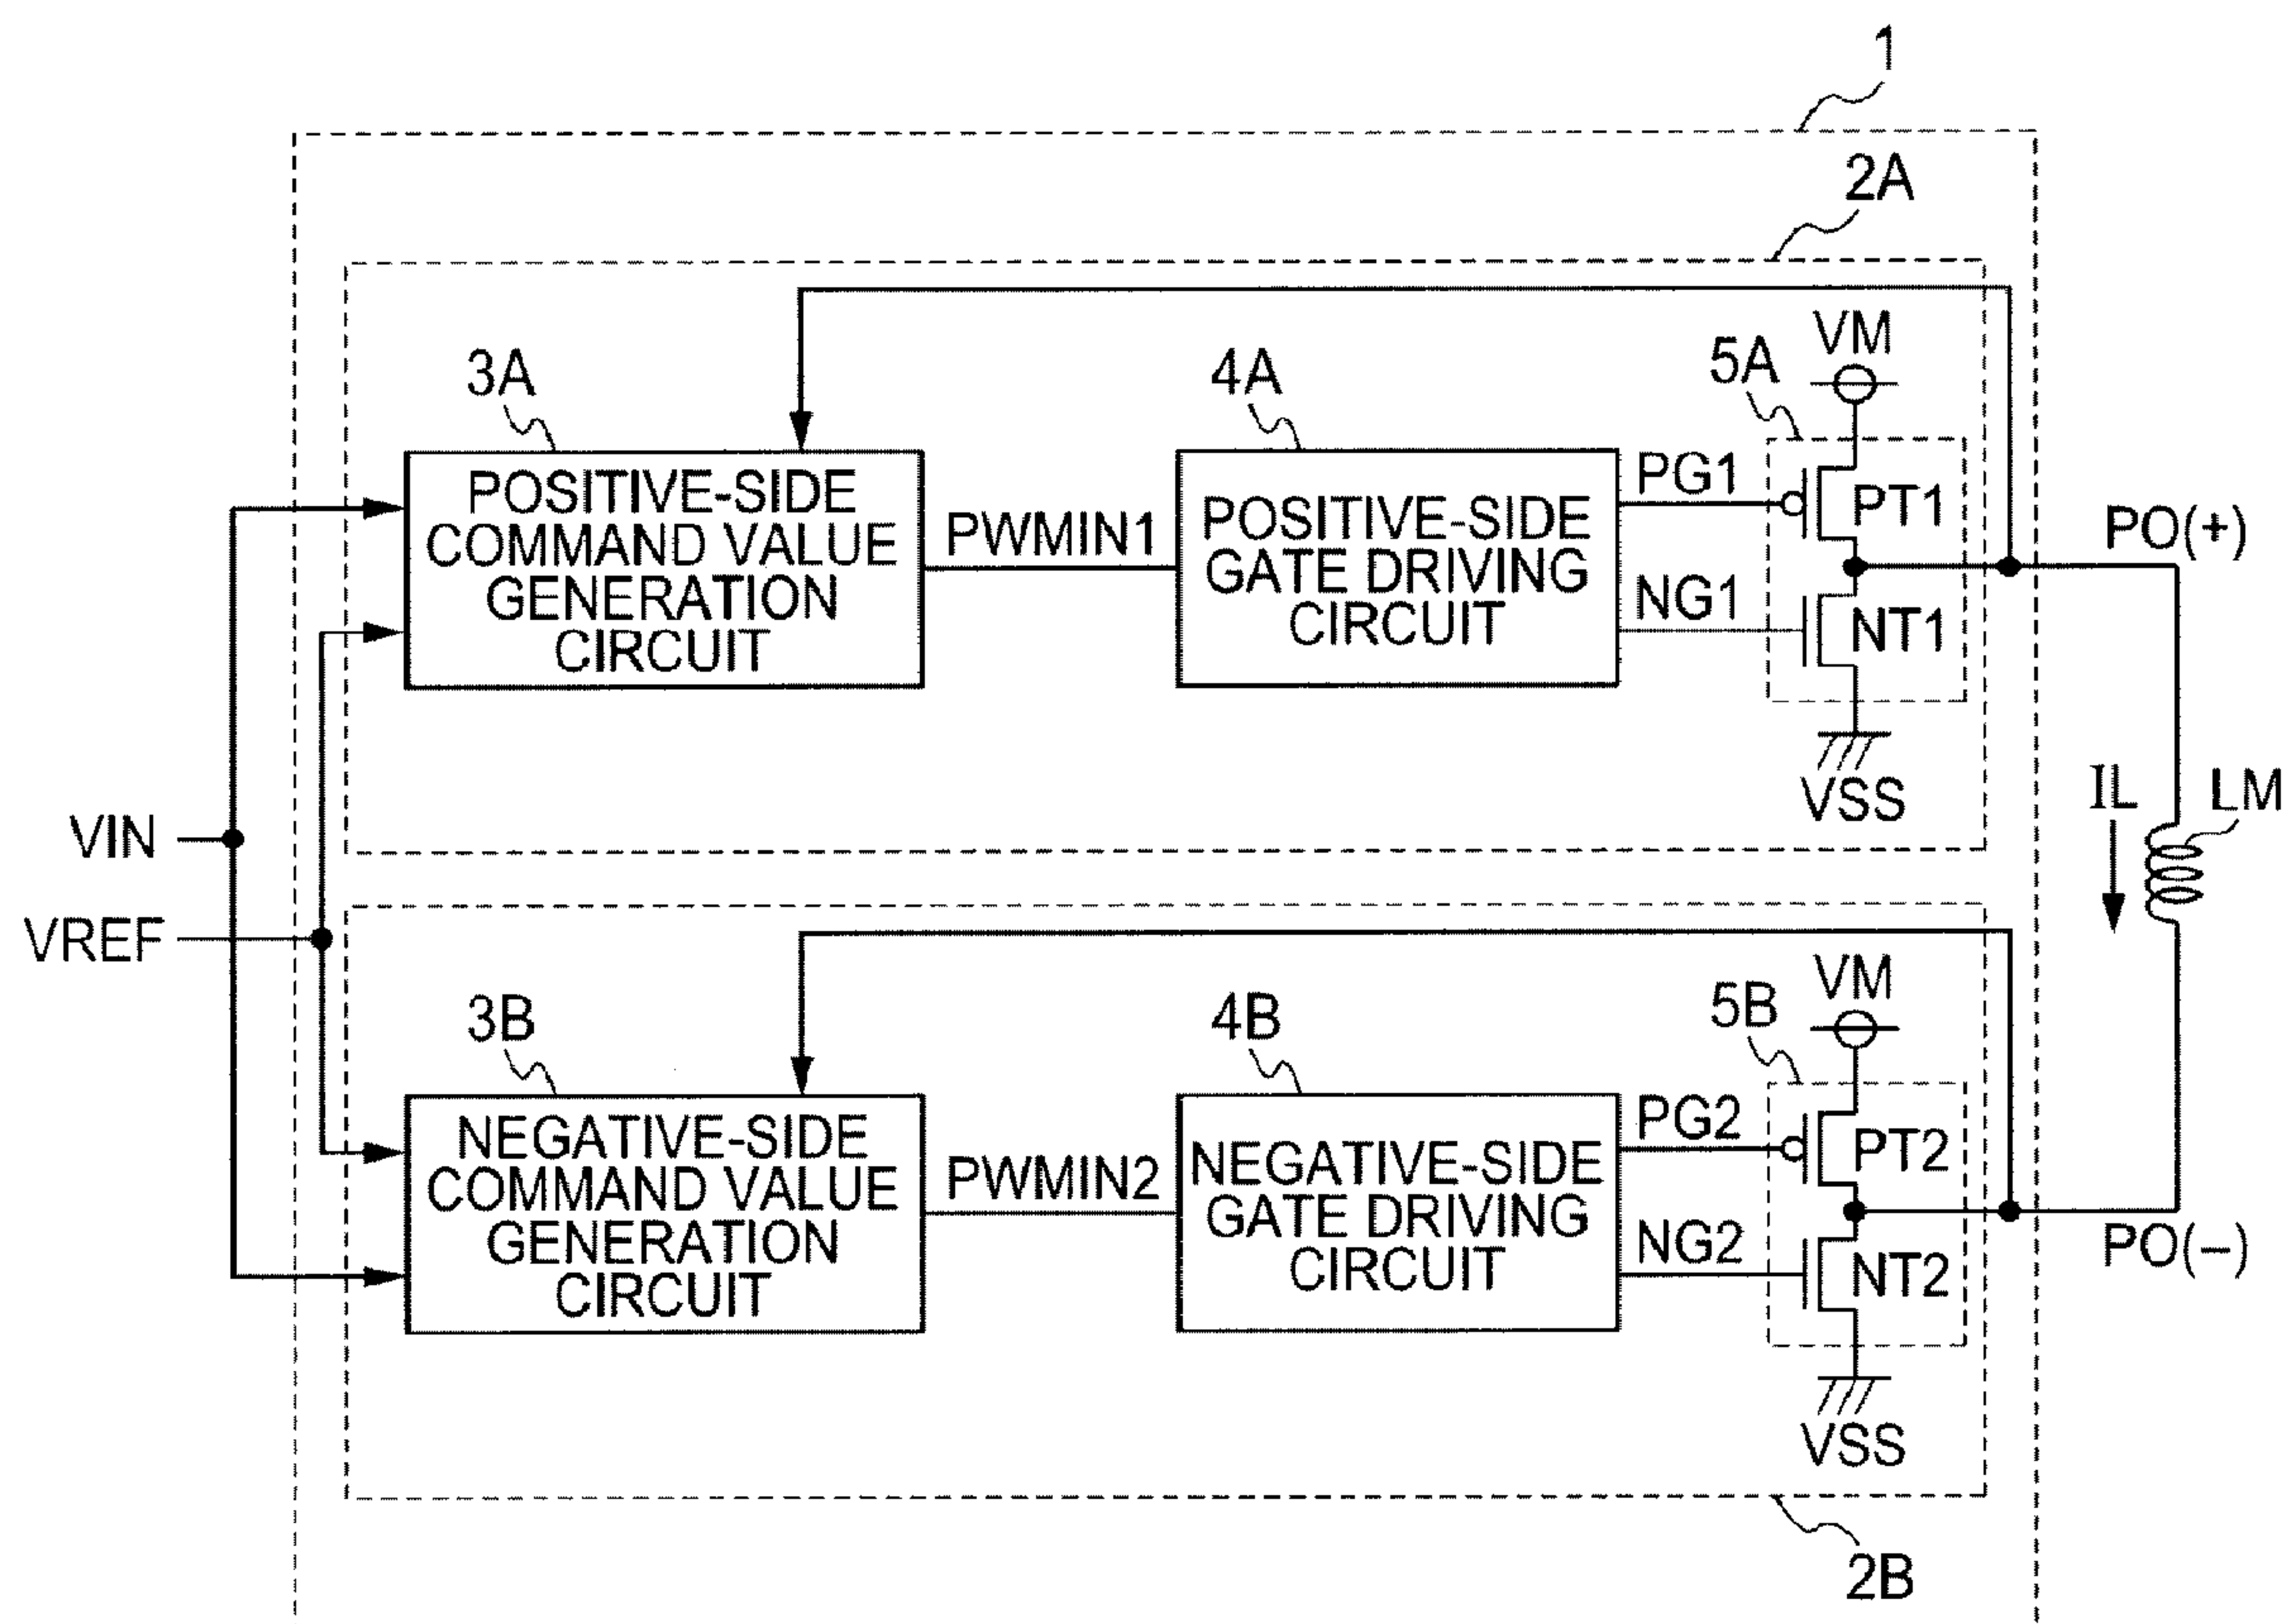 1
2A
VM
3A
4A
5A
POSITIVE-SIDE
COMMAND VALUE
GENERATION
CIRCUIT
PWMIN1
POSITIVE-SIDE
GATE DRIVING
CIRCUIT
PG1
NG1
PT1
NT1
PO(+)
VSS
IL
LM
VIN
VREF
VM
3B
4B
5B
NEGATIVE-SIDE
COMMAND VALUE
GENERATION
CIRCUIT
PWMIN2
NEGATIVE-SIDE
GATE DRIVING
CIRCUIT
PG2
NG2
PT2
NT2
PO(–)
VSS
2B